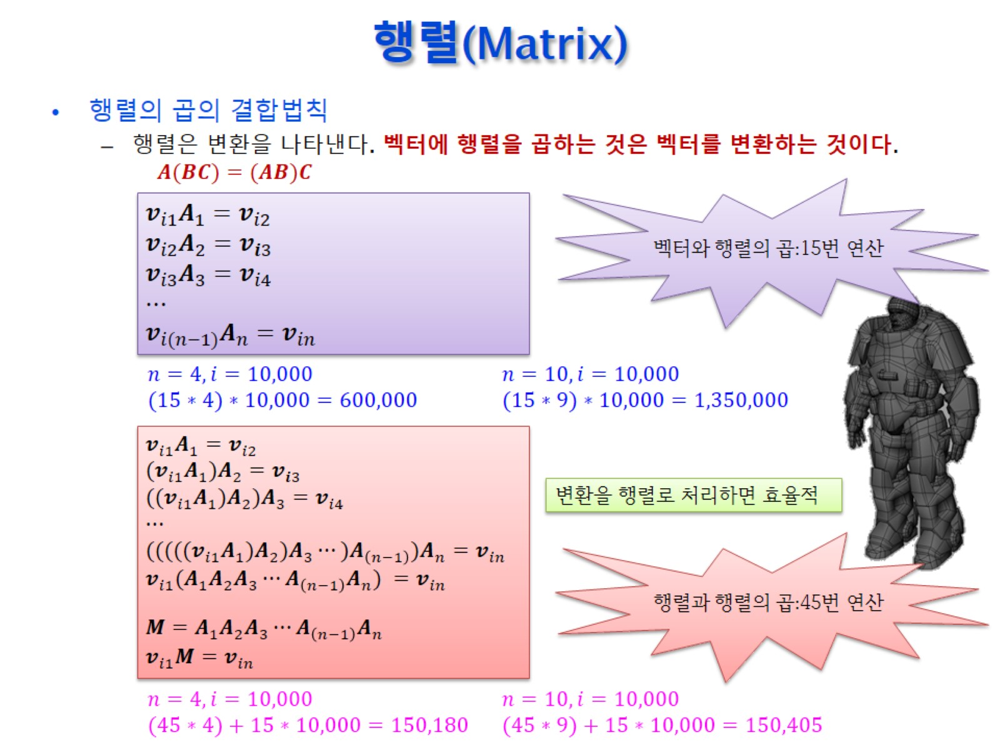 행렬(Matrix)
• 행렬의 곱의 결합법칙
– 행렬은 변환을 나타낸다. 벡터에 행렬을 곱하는 것은 벡터를 변환하는 것이다.
A(BC) = (AB)C
v_{i1}A_1 = v_{i2}
v_{i2}A_2 = v_{i3}
v_{i3}A_3 = v_{i4}
…
v_{i(n−1)}A_n = v_{in}
벡터와 행렬의 곱:15번 연산
n = 4, i = 10,000
(15 * 4) * 10,000 = 600,000
n = 10, i = 10,000
(15 * 9) * 10,000 = 1,350,000
v_{i1}A_1 = v_{i2}
(v_{i1}A_1)A_2 = v_{i3}
((v_{i1}A_1)A_2)A_3 = v_{i4}
…
(((((v_{i1}A_1)A_2)A_3 ⋯ )A_{(n−1)})A_n = v_{in}
v_{i1}(A_1A_2A_3 ⋯ A_{(n−1)}A_n) = v_{in}
M = A_1A_2A_3 ⋯ A_{(n−1)}A_n
v_{i1}M = v_{in}
변환을 행렬로 처리하면 효율적
행렬과 행렬의 곱:45번 연산
n = 4, i = 10,000
(45 * 4) + 15 * 10,000 = 150,180
n = 10, i = 10,000
(45 * 9) + 15 * 10,000 = 150,405